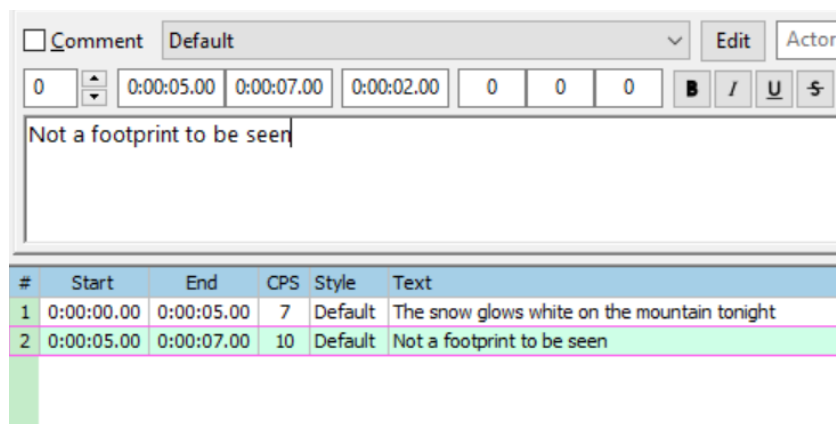 Comment Default Edit Actor
0 0:00:05.00 0:00:07.00 0:00:02.00 0 0 0 B I U S
Not a footprint to be seen
# Start End CPS Style Text
1 0:00:00.00 0:00:05.00 7 Default The snow glows white on the mountain tonight
2 0:00:05.00 0:00:07.00 10 Default Not a footprint to be seen